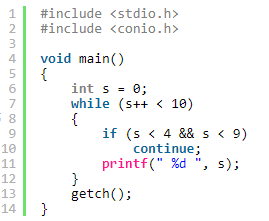 1 #include <stdio.h>
2 #include <conio.h>
3
4 void main()
5 {
6     int s = 0;
7     while (s++ < 10)
8     {
9         if (s < 4 && s < 9)
10             continue;
11         printf(" %d ", s);
12     }
13     getch();
14 }